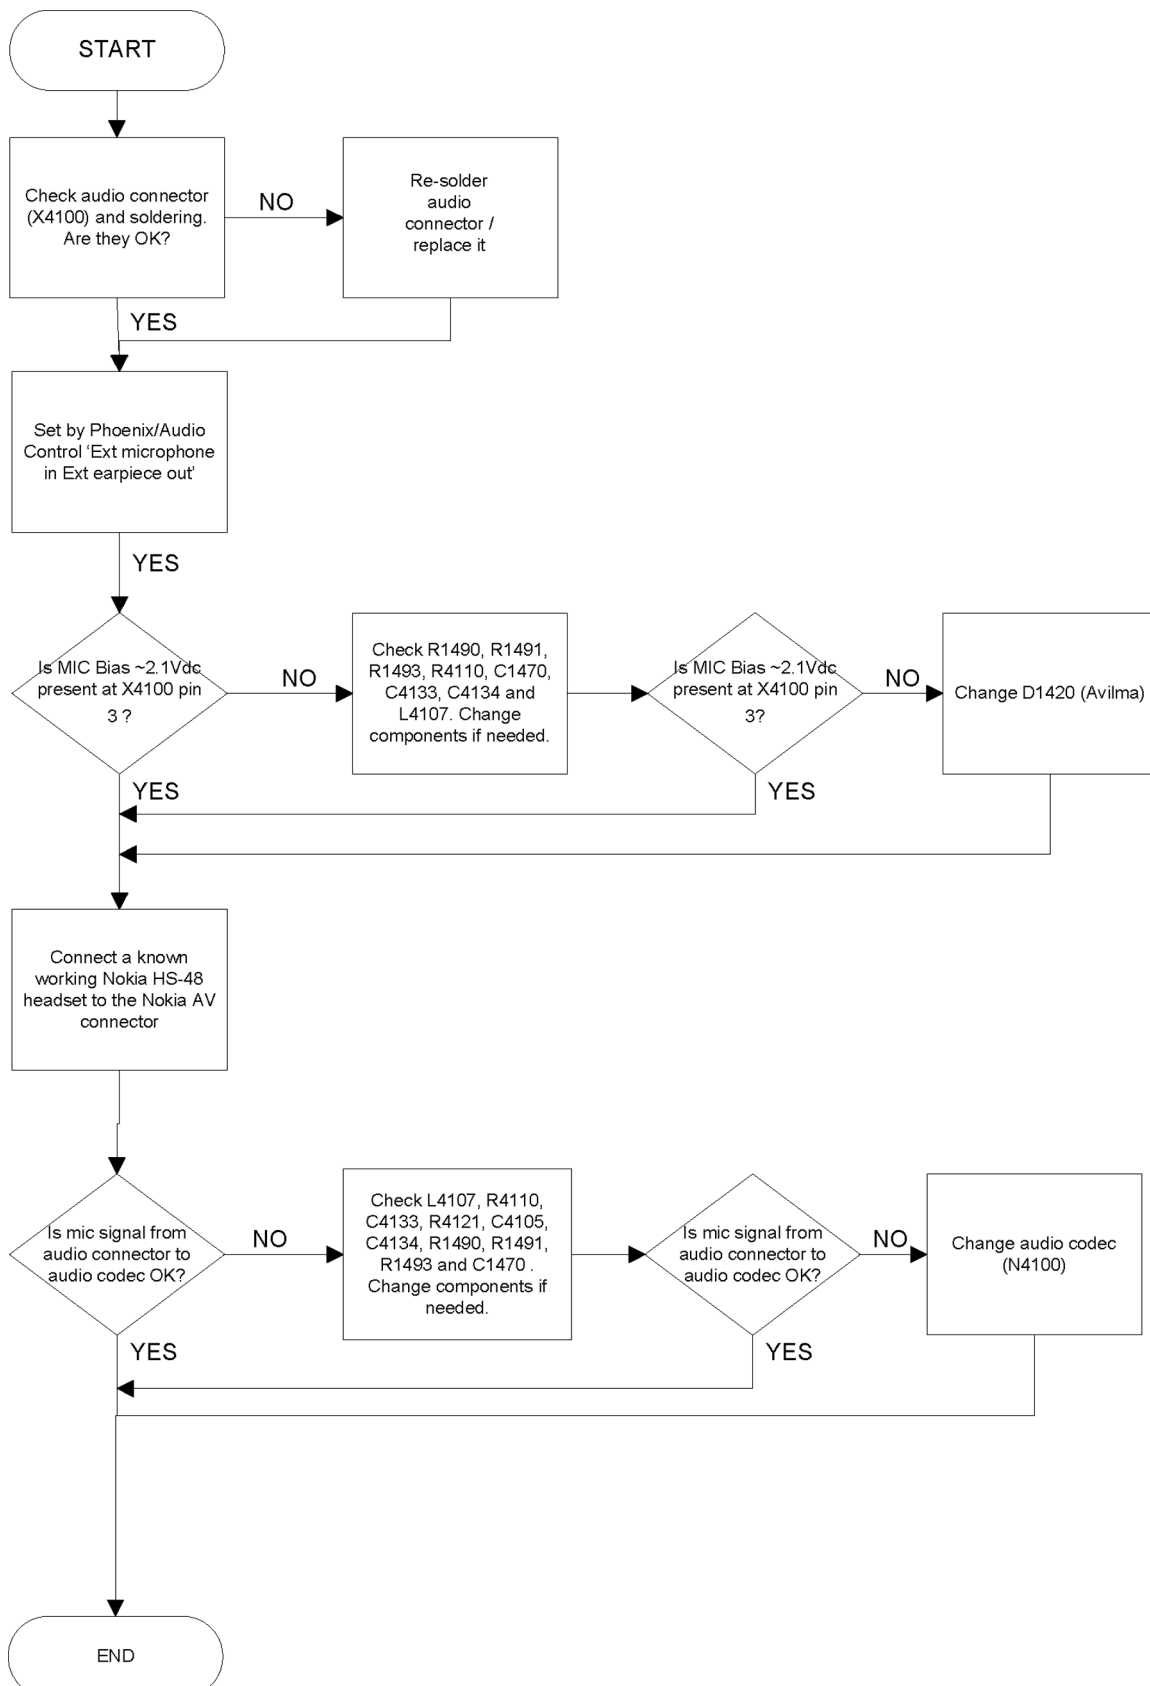 START
Check audio connector
(X4100) and soldering.
Are they OK?
NO
Re-solder
audio
connector /
replace it
YES
Set by Phoenix/Audio
Control ‘Ext microphone
in Ext earpiece out’
YES
Is MIC Bias ~2.1Vdc
present at X4100 pin
3 ?
NO
Check R1490, R1491,
R1493, R4110, C1470,
C4133, C4134 and
L4107. Change
components if needed.
Is MIC Bias ~2.1Vdc
present at X4100 pin
3?
NO
Change D1420 (Avilma)
YES
YES
Connect a known
working Nokia HS-48
headset to the Nokia AV
connector
Is mic signal from
audio connector to
audio codec OK?
NO
Check L4107, R4110,
C4133, R4121, C4105,
C4134, R1490, R1491,
R1493 and C1470 .
Change components if
needed.
Is mic signal from
audio connector to
audio codec OK?
NO
Change audio codec
(N4100)
YES
YES
END